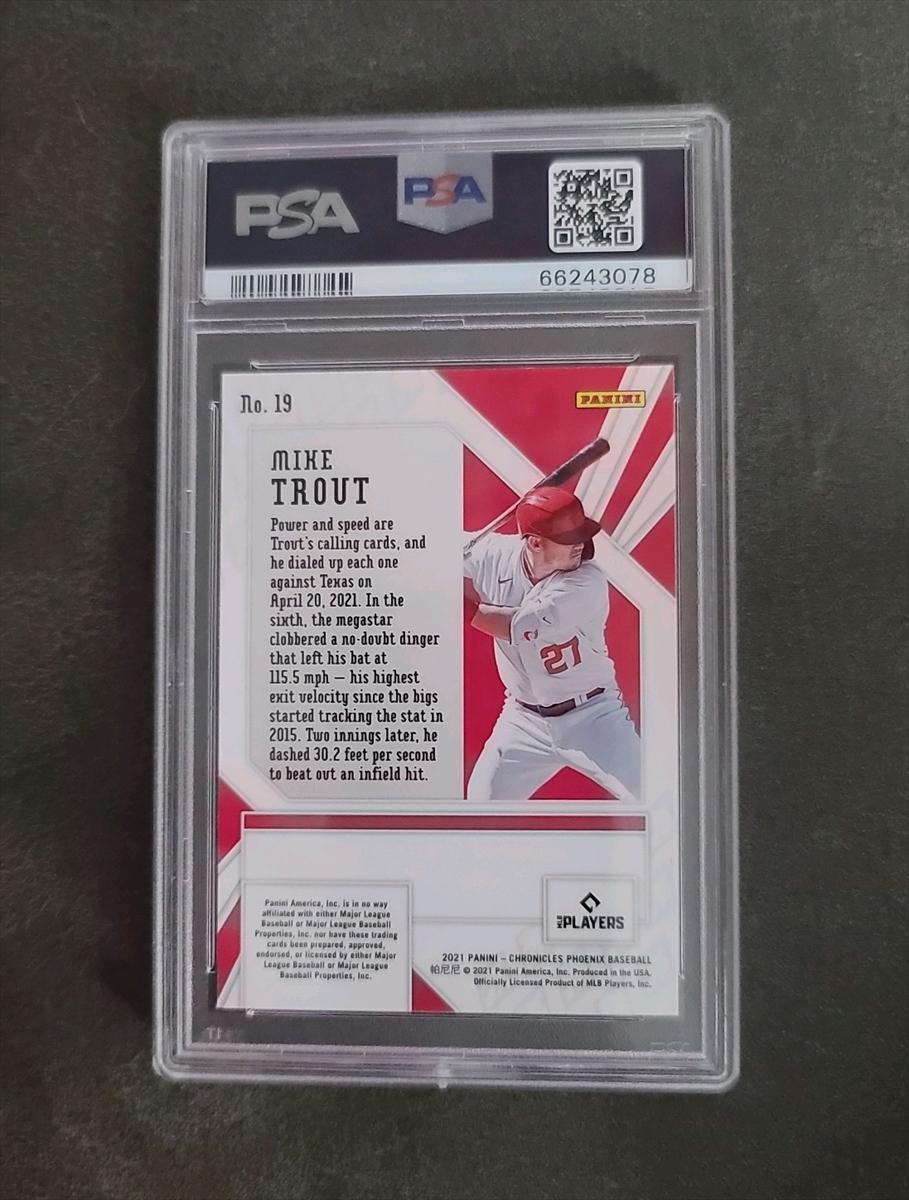 PSA
PSA
66243078
No. 19
PANINI
MIKE
TROUT
Power and speed are
Trout's calling cards, and
he dialed up each one
against Texas on
April 20, 2021. In the
sixth, the megastar
clobbered a no-doubt dinger
that left his bat at
115.5 mph — his highest
exit velocity since the bigs
started tracking the stat in
2015. Two innings later, he
dashed 30.2 feet per second
to beat out an infield hit.
27
Panini America, Inc. is in no way
affiliated with either Major League
Baseball or Major League Baseball
Properties, Inc. nor have these trading
cards been prepared, approved,
endorsed, or licensed by either Major
League Baseball or Major League
Baseball Properties, Inc.
MLB PLAYERS
2021 PANINI – CHRONICLES PHOENIX BASEBALL
帕尼尼 © 2021 Panini America, Inc. Produced in the USA.
Officially Licensed Product of MLB Players, Inc.